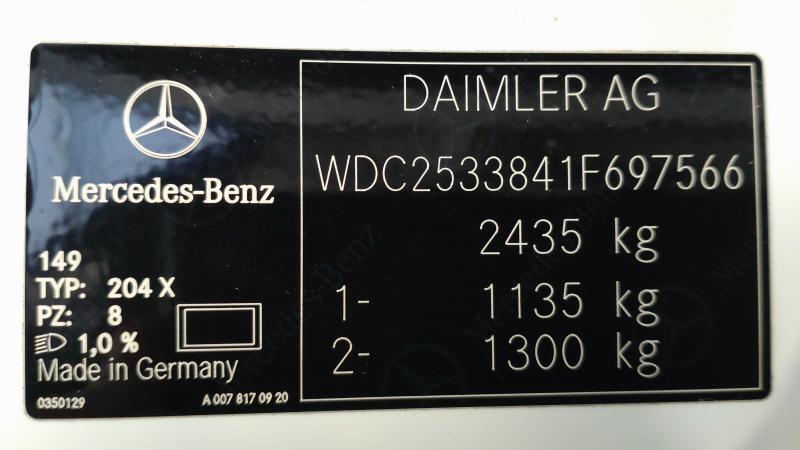 Mercedes-Benz
149
TYP: 204 X
PZ: 8
1,0 %
Made in Germany
0350129 A 007 817 09 20
DAIMLER AG
WDC2533841F697566
2435 kg
1- 1135 kg
2- 1300 kg